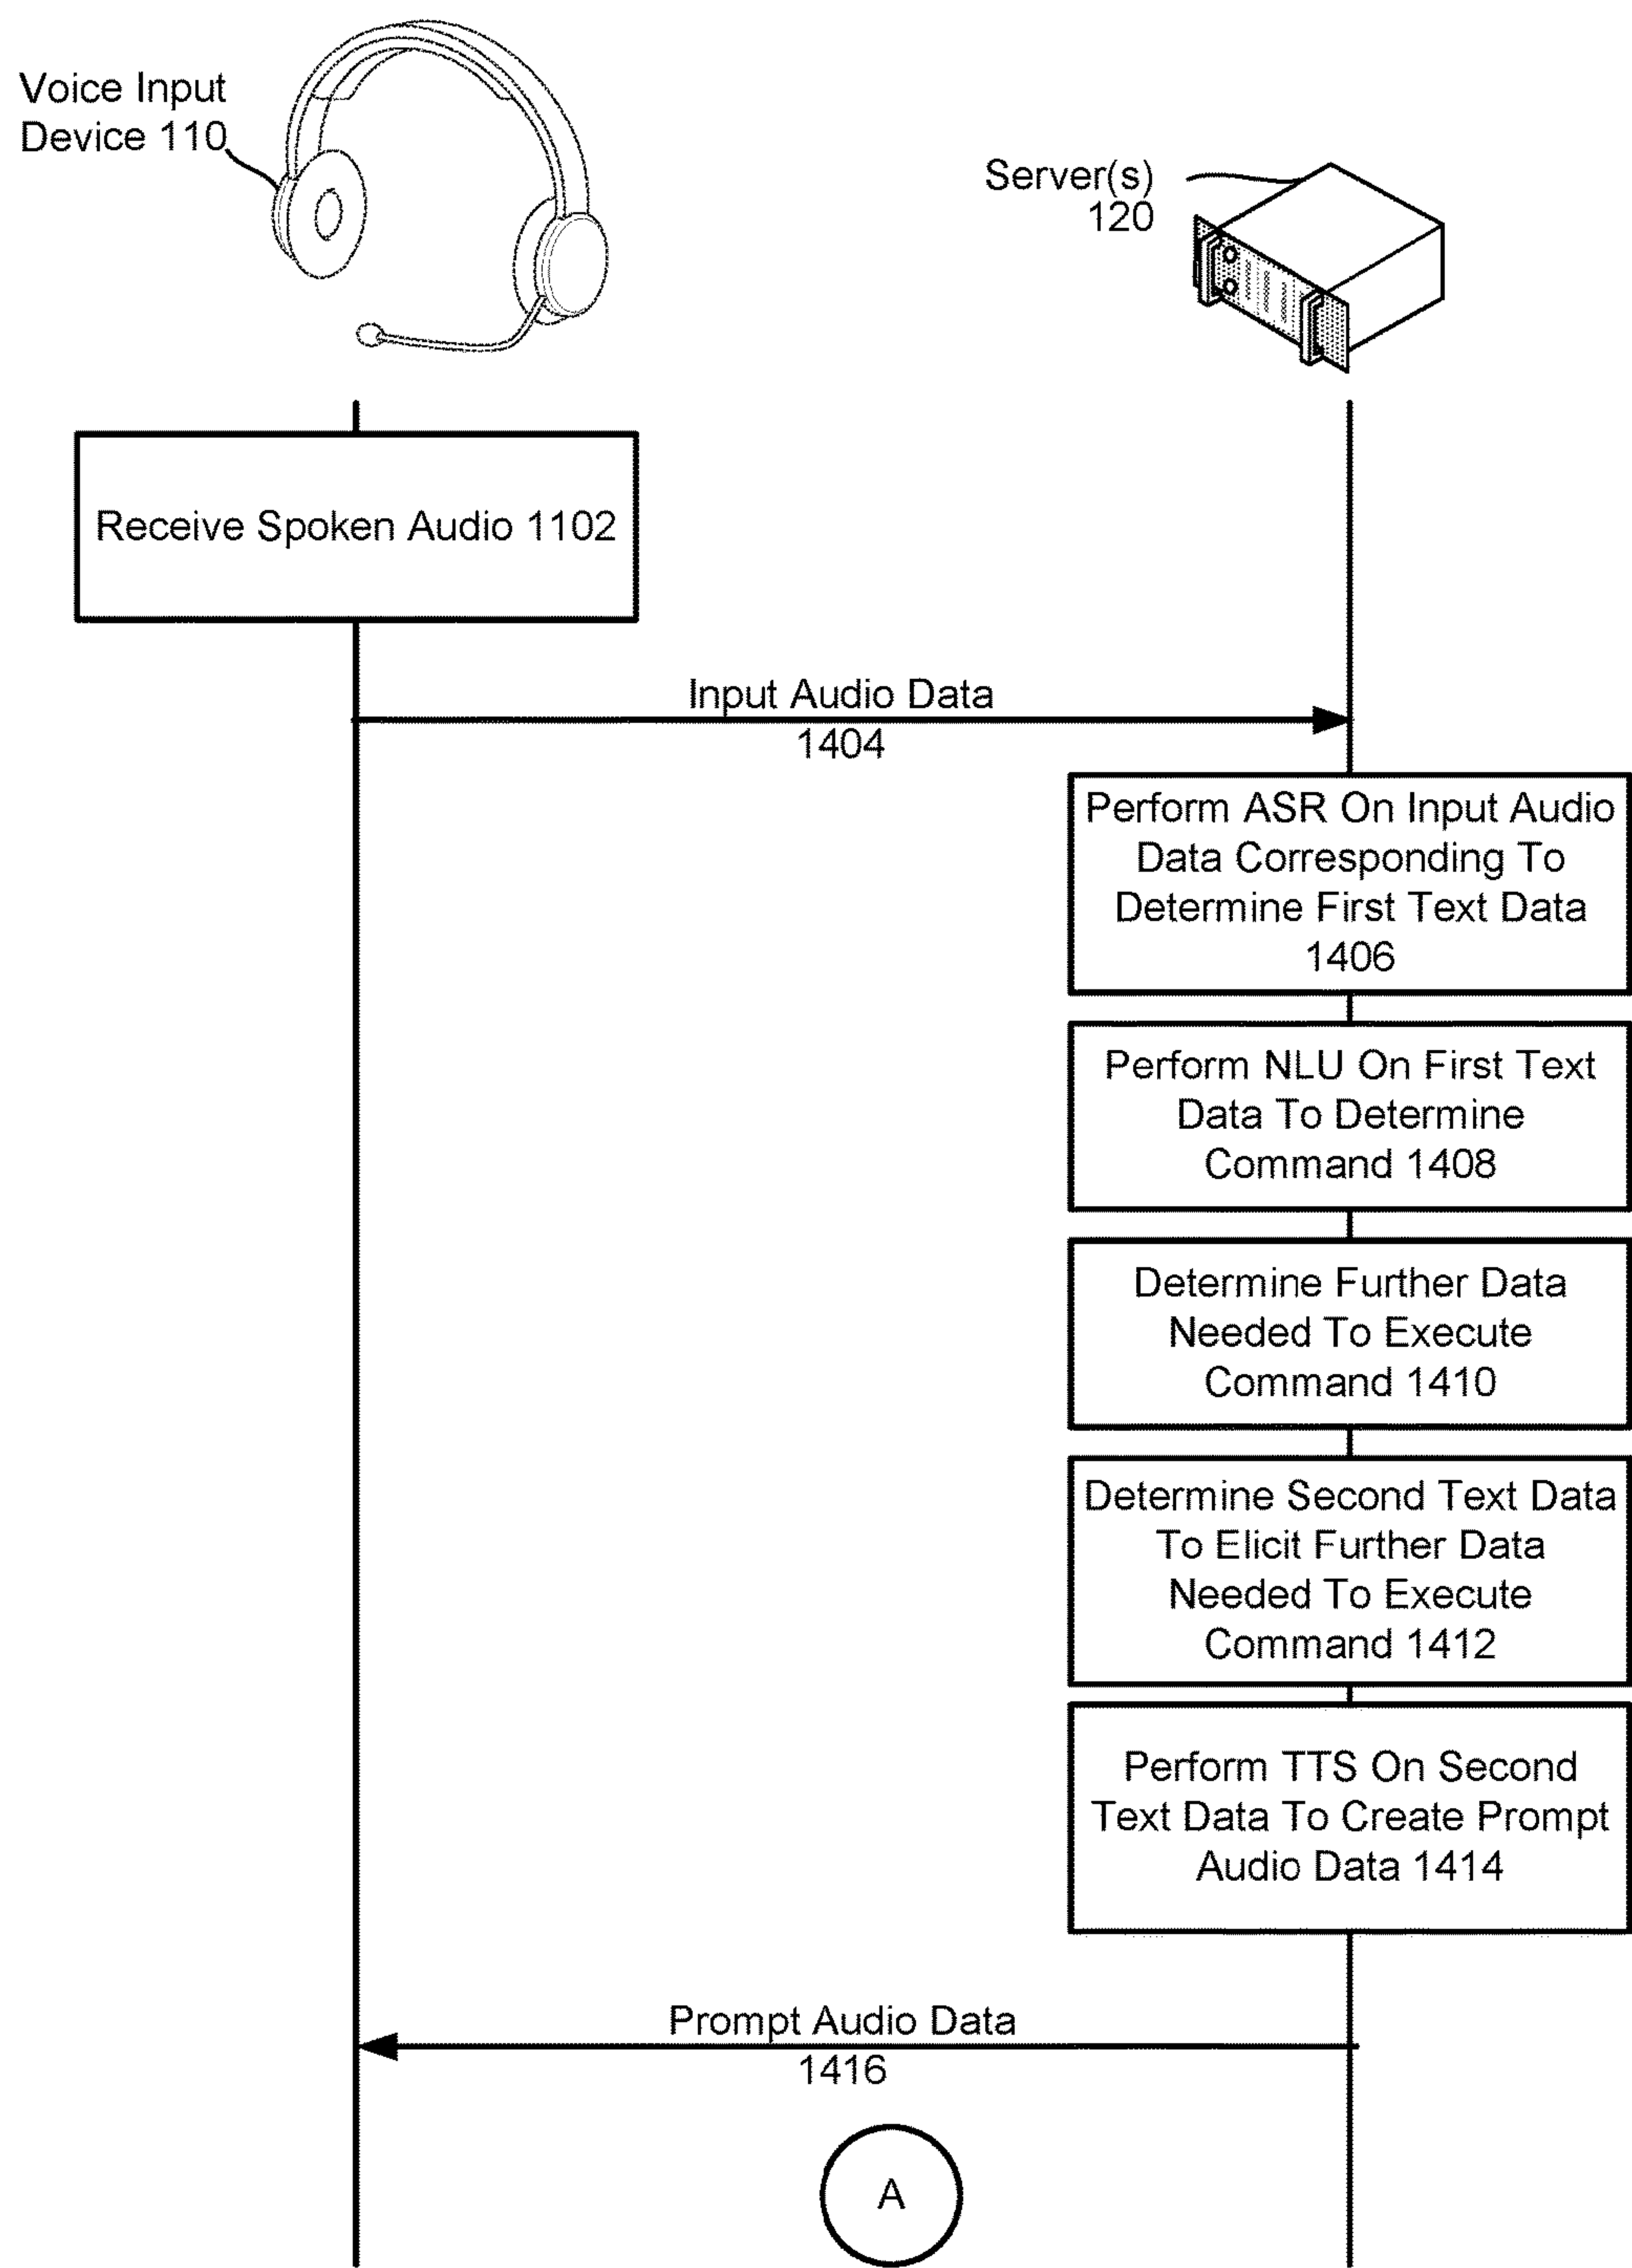 Voice Input
Device 110
Server(s)
120
Receive Spoken Audio 1102
Input Audio Data
1404
Perform ASR On Input Audio
Data Corresponding To
Determine First Text Data
1406
Perform NLU On First Text
Data To Determine
Command 1408
Determine Further Data
Needed To Execute
Command 1410
Determine Second Text Data
To Elicit Further Data
Needed To Execute
Command 1412
Perform TTS On Second
Text Data To Create Prompt
Audio Data 1414
Prompt Audio Data
1416
A